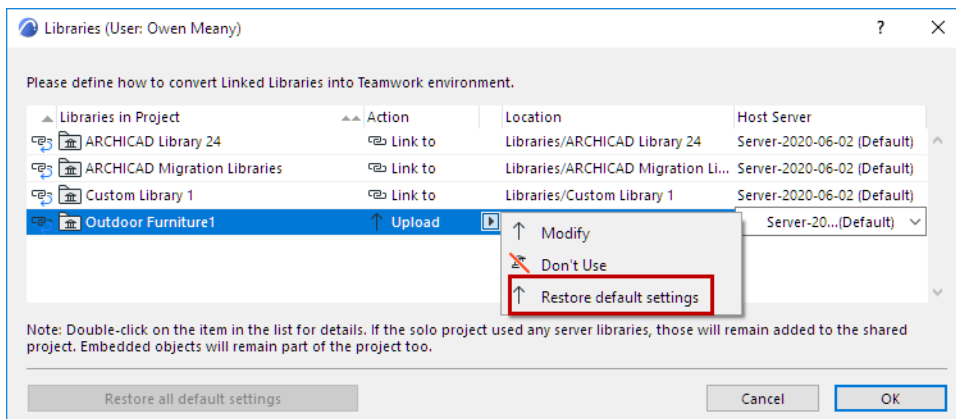 Libraries (User: Owen Meany)
?
Please define how to convert Linked Libraries into Teamwork environment.
Libraries in Project Action Location Host Server
ARCHICAD Library 24 Link to Libraries/ARCHICAD Library 24 Server-2020-06-02 (Default)
ARCHICAD Migration Libraries Link to Libraries/ARCHICAD Migration Li... Server-2020-06-02 (Default)
Custom Library 1 Link to Libraries/Custom Library 1 Server-2020-06-02 (Default)
Outdoor Furniture1 Upload Server-20...(Default)
Modify
Don't Use
Restore default settings
Note: Double-click on the item in the list for details. If the solo project used any server libraries, those will remain added to the shared
project. Embedded objects will remain part of the project too.
Restore all default settings Cancel OK